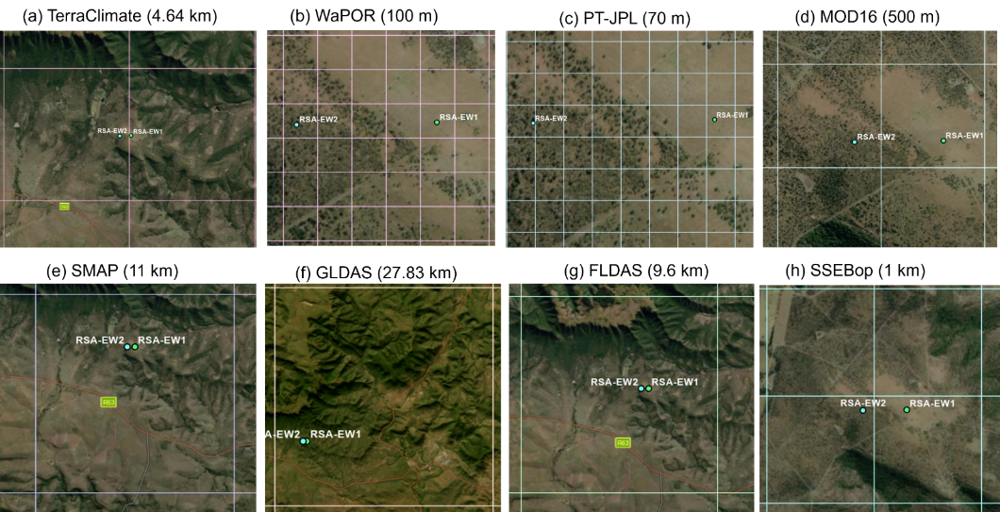 (a) TerraClimate (4.64 km)
(b) WaPOR (100 m)
(c) PT-JPL (70 m)
(d) MOD16 (500 m)
RSA-EW2
RSA-EW1
RSA-EW2
RSA-EW1
RSA-EW2
RSA-EW1
RSA-EW2
RSA-EW1
(e) SMAP (11 km)
(f) GLDAS (27.83 km)
(g) FLDAS (9.6 km)
(h) SSEBop (1 km)
RSA-EW2
RSA-EW1
R63
A-EW2
RSA-EW1
RSA-EW2
RSA-EW1
R63
RSA-EW2
RSA-EW1